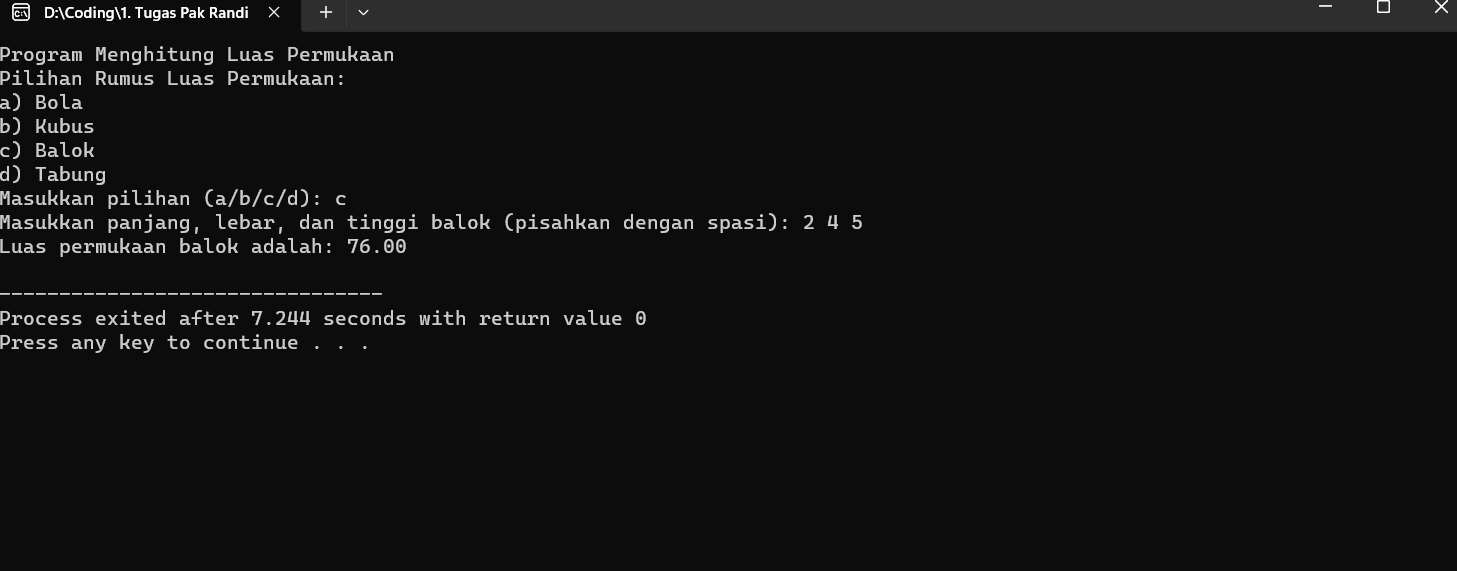 D:\Coding\1. Tugas Pak Randi
Program Menghitung Luas Permukaan
Pilihan Rumus Luas Permukaan:
a) Bola
b) Kubus
c) Balok
d) Tabung
Masukkan pilihan (a/b/c/d): c
Masukkan panjang, lebar, dan tinggi balok (pisahkan dengan spasi): 2 4 5
Luas permukaan balok adalah: 76.00
--------------------------------
Process exited after 7.244 seconds with return value 0
Press any key to continue . . .